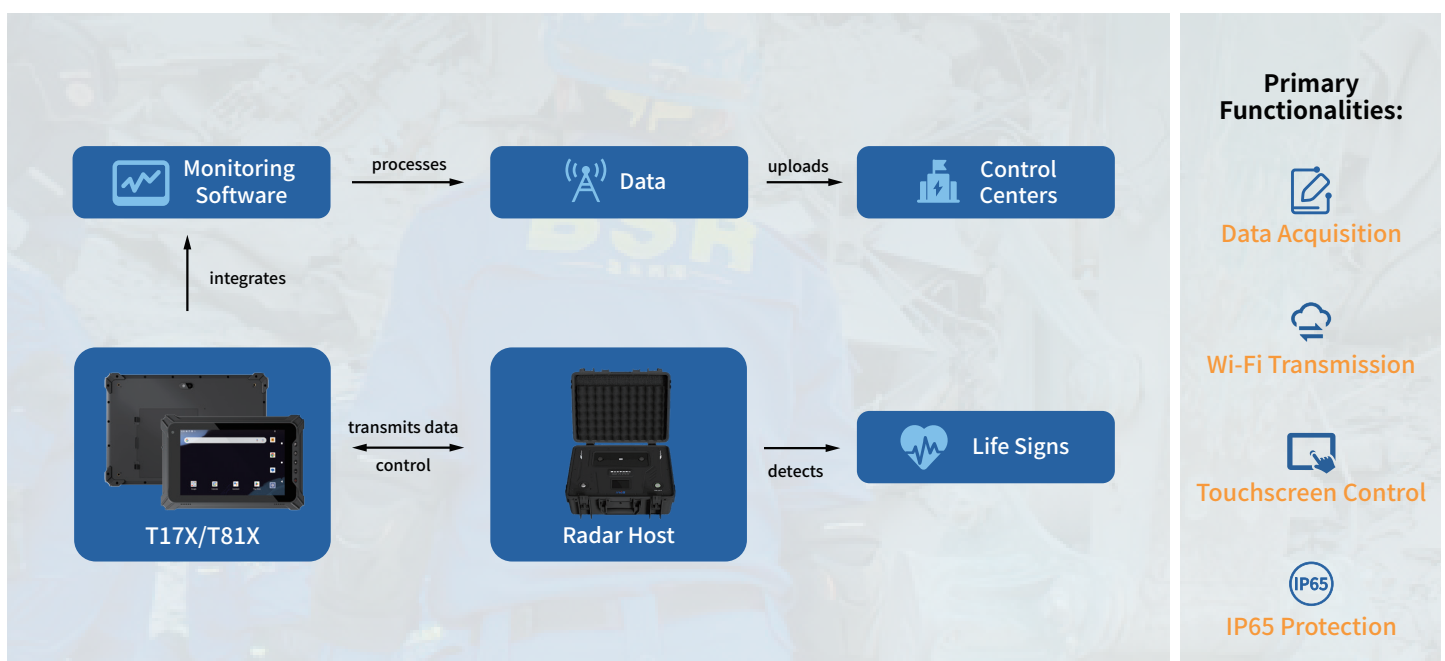 Monitoring
Software
processes
Data
uploads
Control
Centers
integrates
BSR
T17X/T81X
transmits data
control
Radar Host
detects
Life Signs
Primary
Functionalities:
Data Acquisition
Wi-Fi Transmission
Touchscreen Control
IP65
IP65 Protection